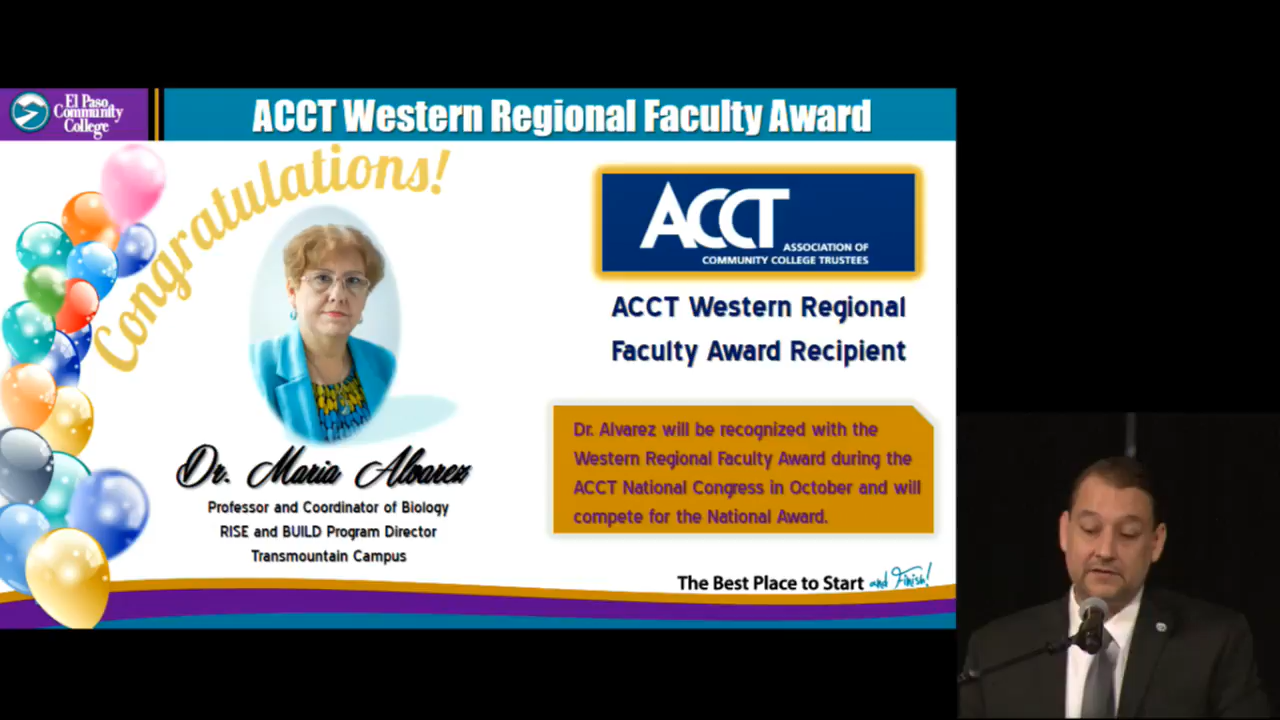 El Paso
Community
College
ACCT Western Regional Faculty Award
Congratulations!
ACCT
ASSOCIATION OF
COMMUNITY COLLEGE TRUSTEES
ACCT Western Regional
Faculty Award Recipient
Dr. Maria Alvarez
Professor and Coordinator of Biology
RISE and BUILD Program Director
Transmountain Campus
Dr. Alvarez will be recognized with the
Western Regional Faculty Award during the
ACCT National Congress in October and will
compete for the National Award.
The Best Place to Start and Finish!